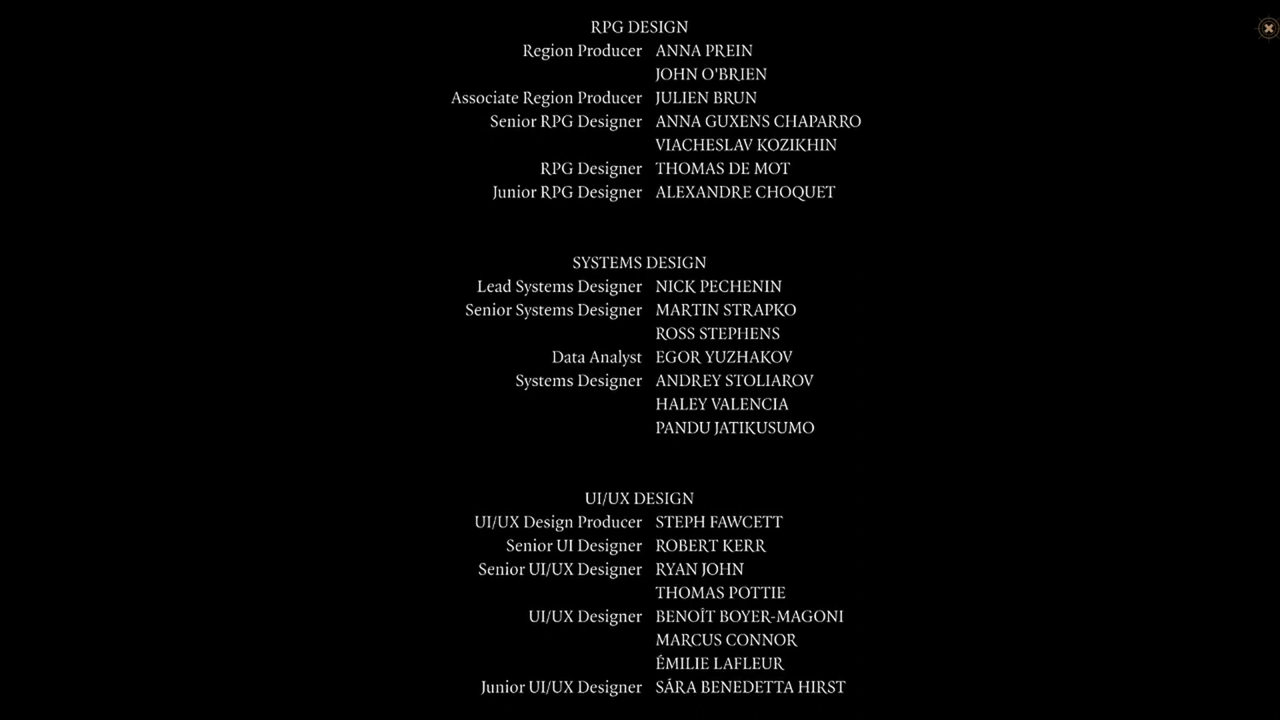 RPG DESIGN
Region Producer ANNA PREIN
JOHN O'BRIEN
Associate Region Producer JULIEN BRUN
Senior RPG Designer ANNA GUXENS CHAPARRO
VIACHESLAV KOZIKHIN
RPG Designer THOMAS DE MOT
Junior RPG Designer ALEXANDRE CHOQUET
SYSTEMS DESIGN
Lead Systems Designer NICK PECHENIN
Senior Systems Designer MARTIN STRAPKO
ROSS STEPHENS
Data Analyst EGOR YUZHAKOV
Systems Designer ANDREY STOLIAROV
HALEY VALENCIA
PANDU JATIKUSUMO
UI/UX DESIGN
UI/UX Design Producer STEPH FAWCETT
Senior UI Designer ROBERT KERR
Senior UI/UX Designer RYAN JOHN
THOMAS POTTIE
UI/UX Designer BENOÎT BOYER-MAGONI
MARCUS CONNOR
ÉMILIE LAFLEUR
Junior UI/UX Designer SÁRA BENEDETTA HIRST